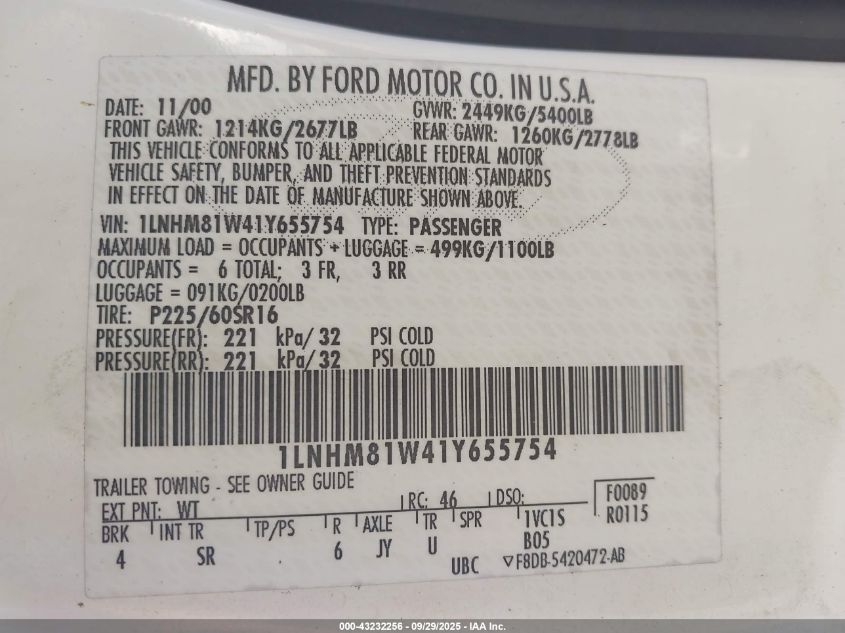 MFD. BY FORD MOTOR CO. IN U.S.A.
DATE: 11/00 GVWR: 2449KG/5400LB
FRONT GAWR: 1214KG/2677LB REAR GAWR: 1260KG/2778LB
THIS VEHICLE CONFORMS TO ALL APPLICABLE FEDERAL MOTOR
VEHICLE SAFETY, BUMPER, AND THEFT PREVENTION STANDARDS
IN EFFECT ON THE DATE OF MANUFACTURE SHOWN ABOVE.
VIN: 1LNHM81W41Y655754 TYPE: PASSENGER
MAXIMUM LOAD = OCCUPANTS + LUGGAGE = 499KG/1100LB
OCCUPANTS = 6 TOTAL; 3 FR, 3 RR
LUGGAGE = 091KG/0200LB
TIRE: P225/60SR16
PRESSURE(FR): 221 kPa/ 32 PSI COLD
PRESSURE(RR): 221 kPa/ 32 PSI COLD
1LNHM81W41Y655754
TRAILER TOWING - SEE OWNER GUIDE
EXT PNT: WT RC: 46 DSO: F0089
R0115
BRK INT TR TP/PS R AXLE TR SPR 1VC1S
4 SR 6 JY U B05
UBC ▽F8DB-5420472-AB
000-43232256 - 09/29/2025 - IAA Inc.